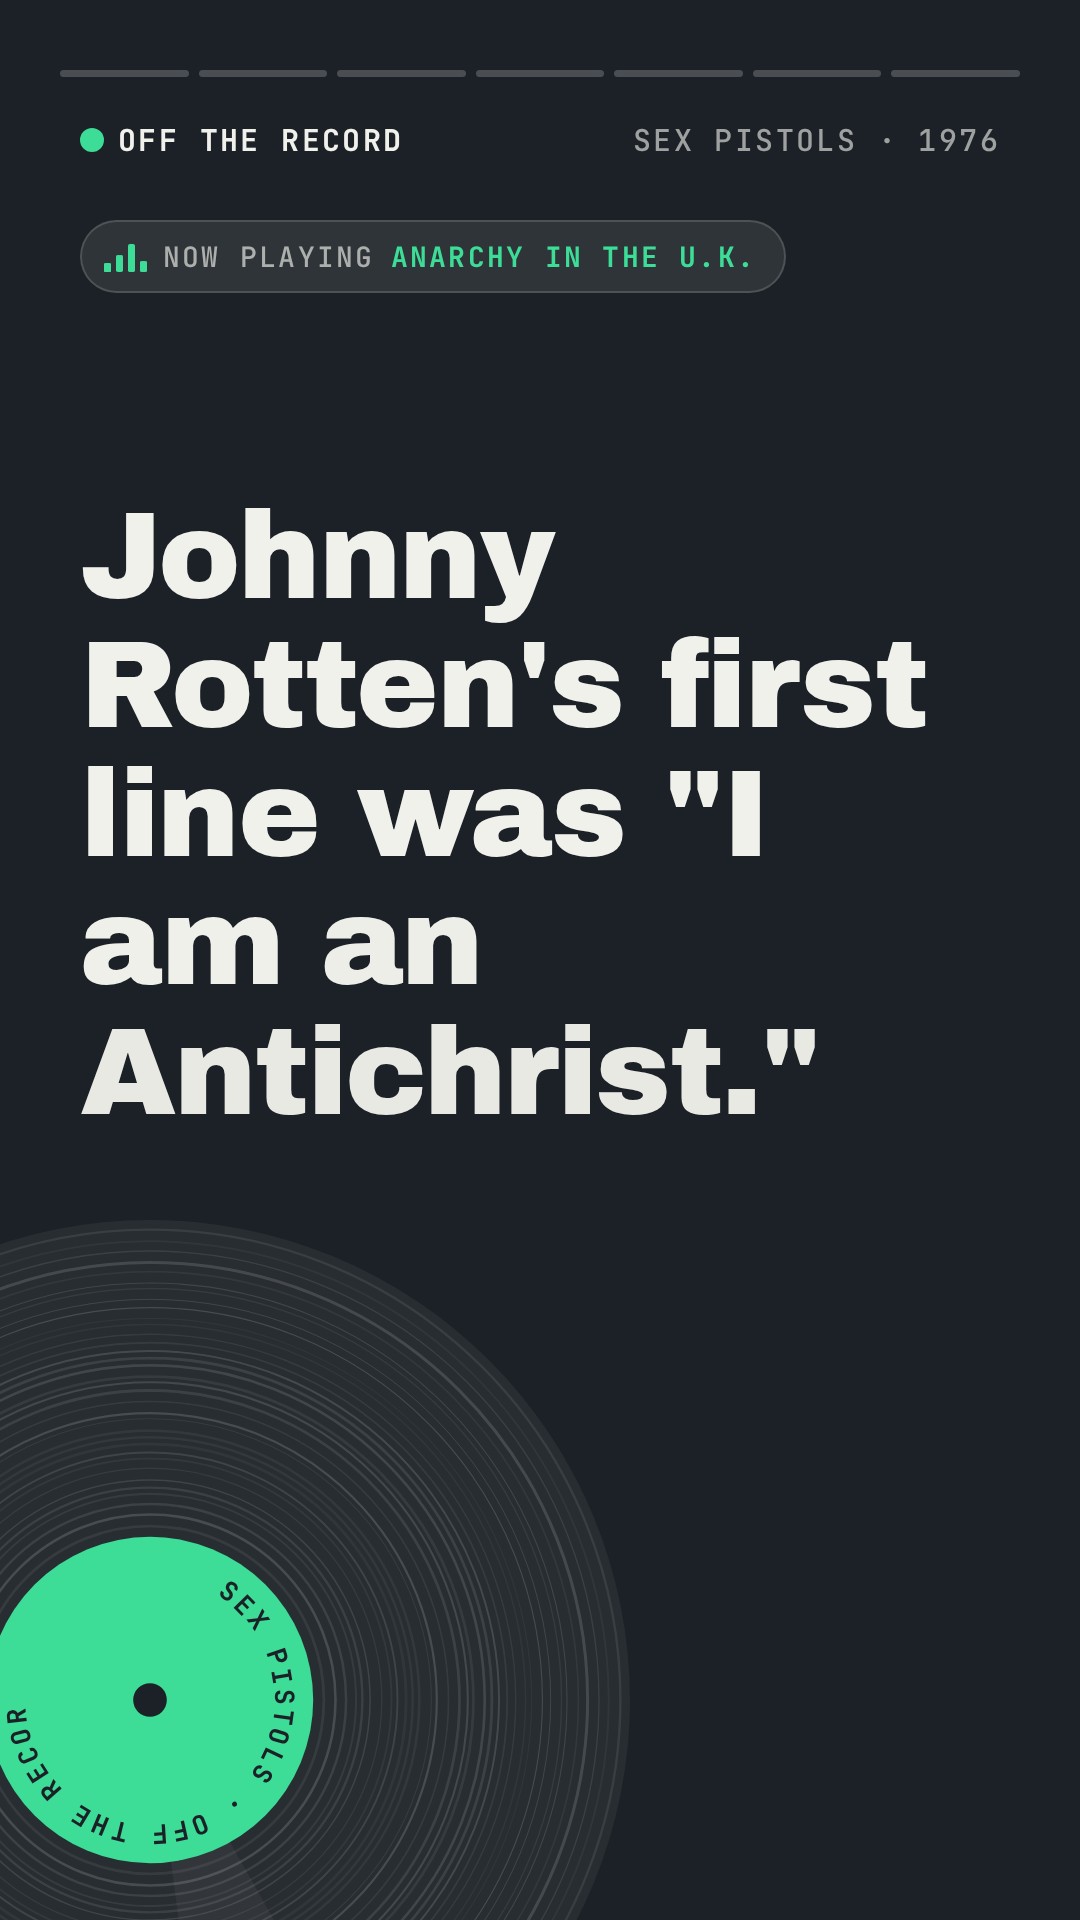 OFF THE RECORD
SEX PISTOLS · 1976
NOW PLAYING ANARCHY IN THE U.K.
Johnny
Rotten's first
line was "I
am an
Antichrist."
SEX PISTOLS · OFF THE RECOR